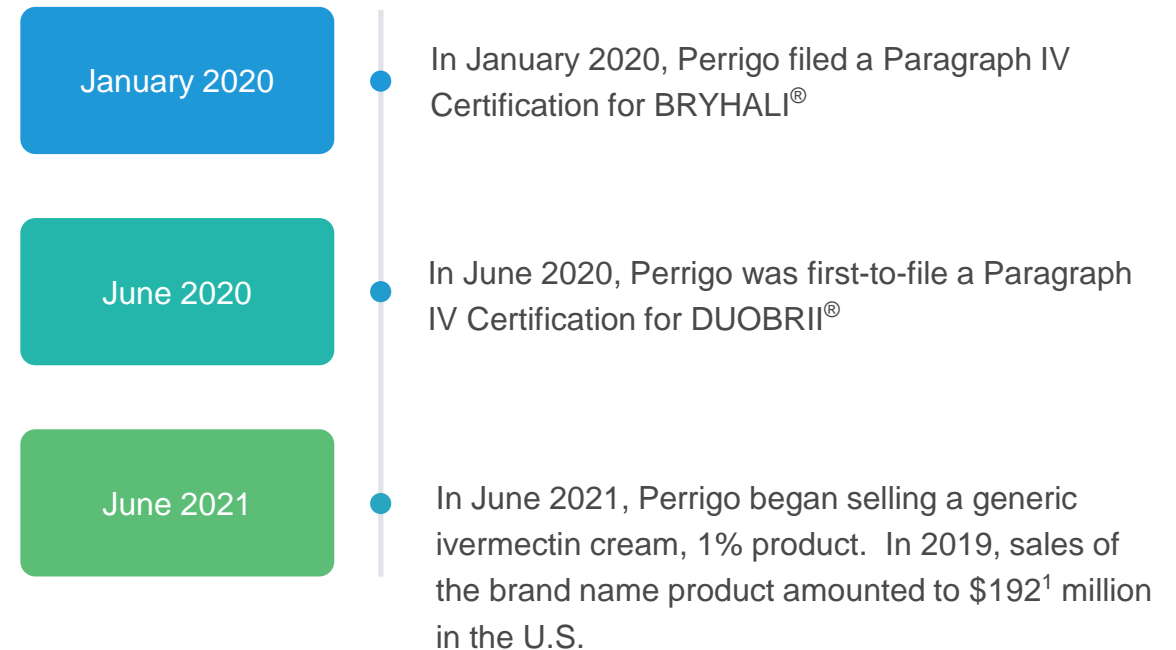 January 2020
In January 2020, Perrigo filed a Paragraph IV
Certification for BRYHALI®
June 2020
In June 2020, Perrigo was first-to-file a Paragraph
IV Certification for DUOBRII®
June 2021
In June 2021, Perrigo began selling a generic
ivermectin cream, 1% product.  In 2019, sales of
the brand name product amounted to $192¹ million
in the U.S.